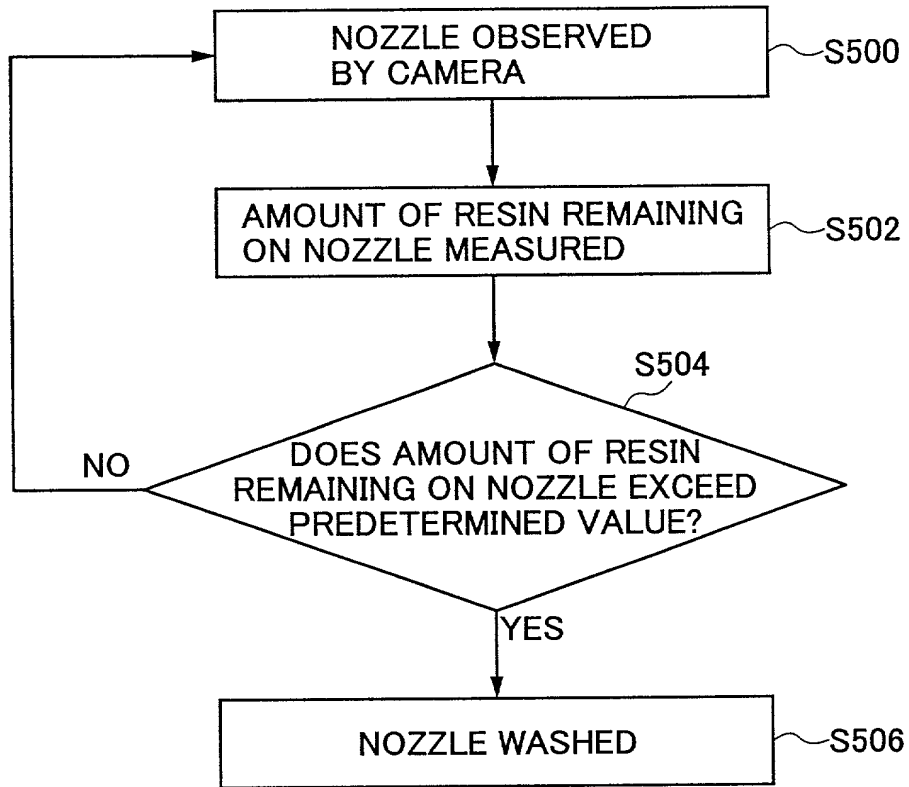 NOZZLE OBSERVED
BY CAMERA
S500
AMOUNT OF RESIN REMAINING
ON NOZZLE MEASURED
S502
S504
DOES AMOUNT OF RESIN
REMAINING ON NOZZLE EXCEED
PREDETERMINED VALUE?
NO
YES
NOZZLE WASHED
S506